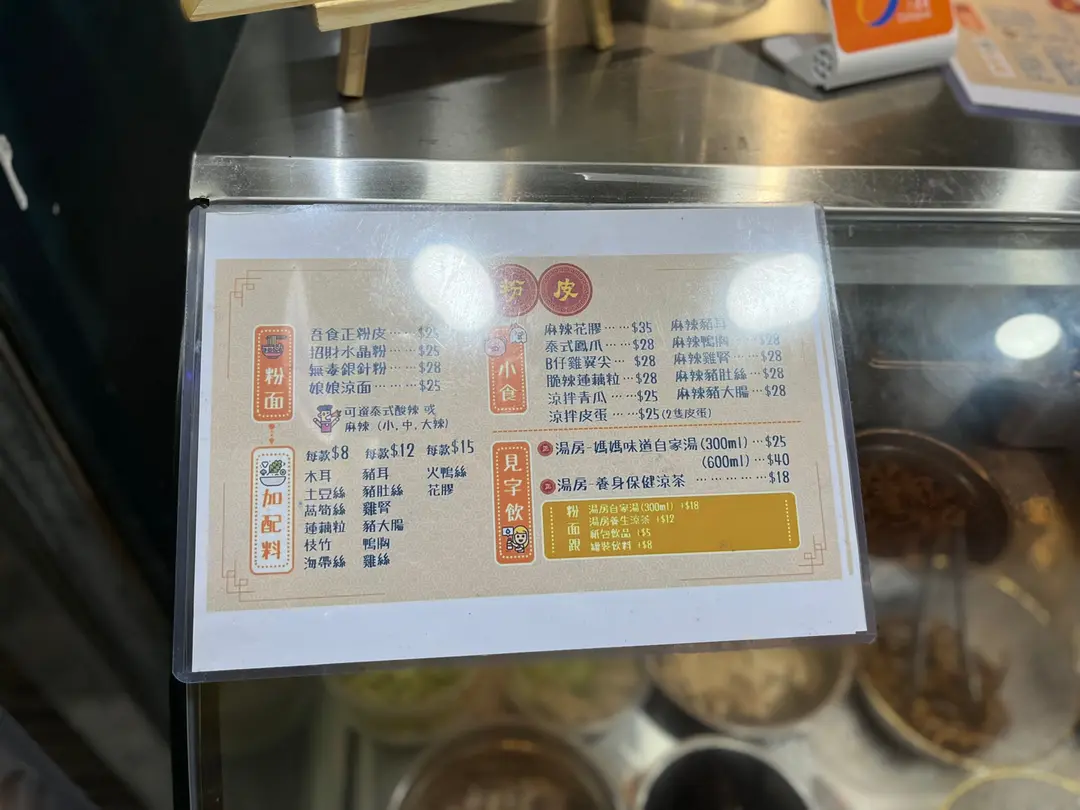 粉皮
粉面
吾食正粉皮 …… $25
招財水晶粉 …… $25
無毒銀針粉 …… $28
娘娘涼面 …… $25
可選泰式酸辣 或
麻辣 (小, 中, 大辣)
加配料
每款$8 每款$12 每款$15
木耳 豬耳 火鴨絲
土豆絲 豬肚絲 花膠
萵筍絲 雞腎
蓮藕粒 豬大腸
枝竹 鴨胸
海帶絲 雞絲
小食
麻辣花膠 …… $35
泰式鳳爪 …… $28
B仔雞翼尖 … $28
脆辣蓮藕粒 … $28
涼拌青瓜 …… $25
涼拌皮蛋 …… $25 (2隻皮蛋)
麻辣豬耳
麻辣鴨胸 $28
麻辣雞腎 $28
麻辣豬肚絲 … $28
麻辣豬大腸 … $28
見字飲
湯房-媽媽味道自家湯(300ml) … $25
(600ml) … $40
湯房-養身保健涼茶 …………… $18
粉面跟
湯房自家湯(300ml) +$18
湯房養生涼茶 +$12
紙包飲品 +$5
罐裝飲料 +$8